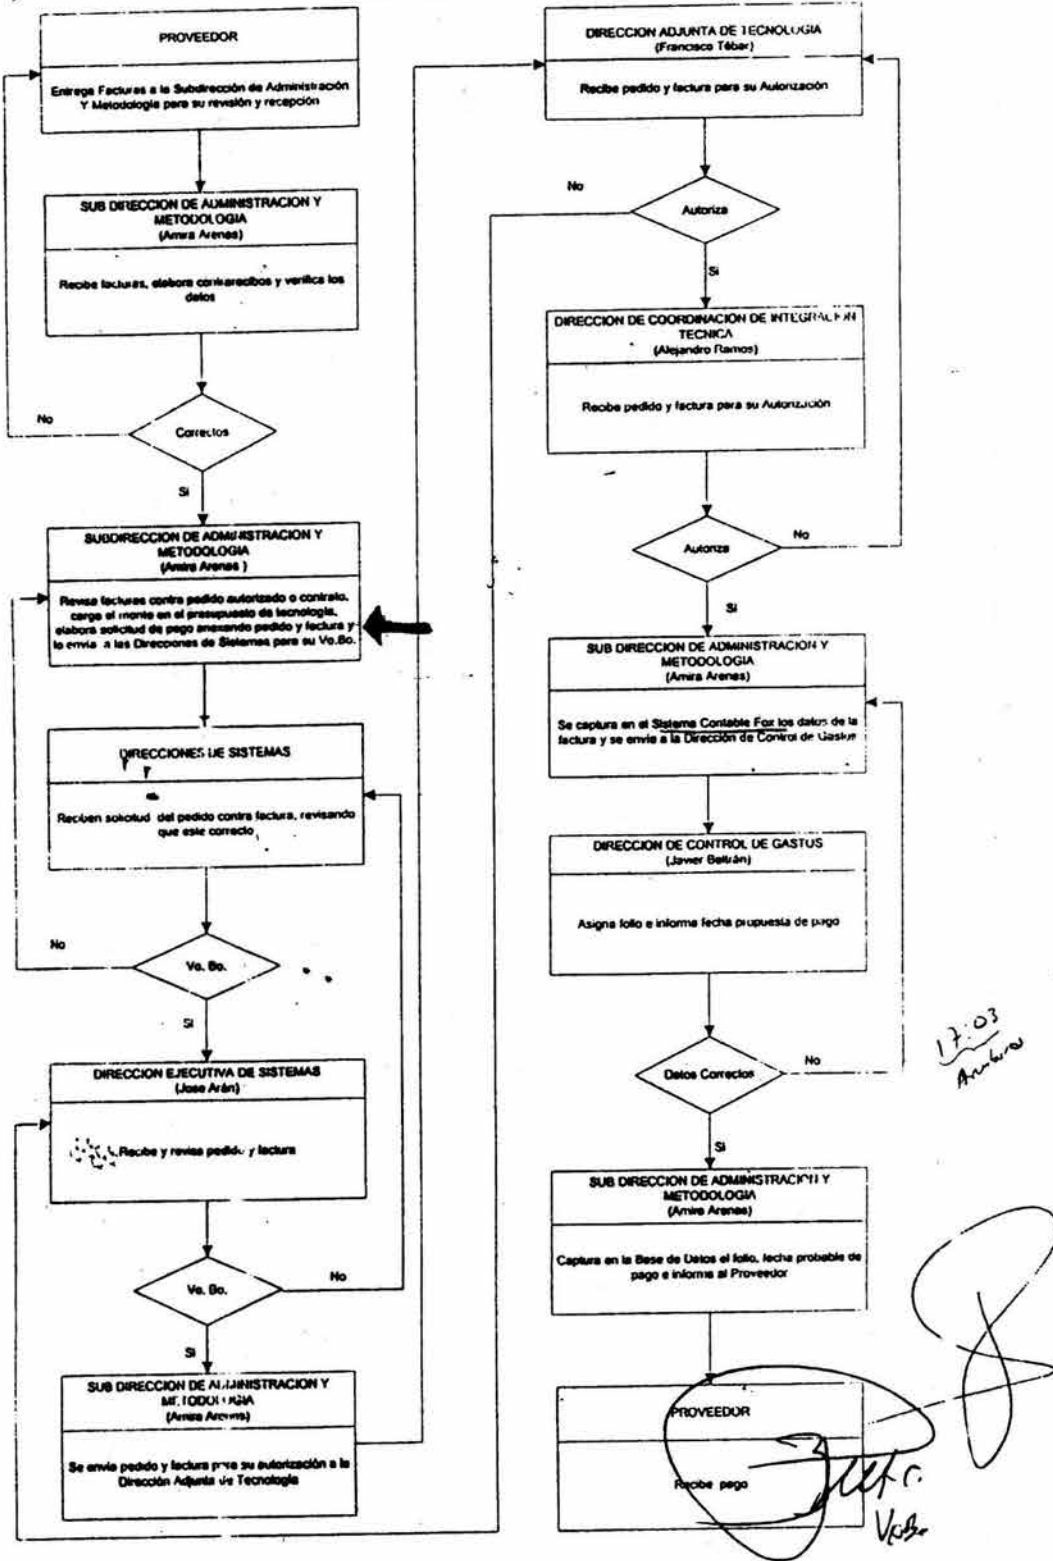 PROVEEDOR
Entrega Facturas a la Subdirección de Administración
Y Metodología para su revisión y recepción
SUB DIRECCION DE ADMINISTRACION Y
METODOLOGIA
(Amira Arenas)
Recibe facturas, elabora contrarecibos y verifica los
datos
No
Correctos
Si
SUBDIRECCION DE ADMINISTRACION Y
METODOLOGIA
(Amira Arenas )
Revisa facturas contra pedido autorizado o contrato,
carga el monto en el presupuesto de tecnología,
elabora solicitud de pago anexando pedido y factura y
lo envia a las Direcciones de Sistemas para su Vo.Bo.
DIRECCIONES DE SISTEMAS
Reciben solicitud del pedido contra factura, revisando
que este correcto
No
Vo. Bo.
Si
DIRECCION EJECUTIVA DE SISTEMAS
(Jose Arán)
Recibe y revisa pedido y factura
Vo. Bo.
No
Si
SUB DIRECCION DE ADMINISTRACION Y
METODOLOGIA
(Amira Arenas)
Se envia pedido y factura para su autorización a la
Dirección Adjunta de Tecnología
DIRECCION ADJUNTA DE TECNOLOGIA
(Francisco Tébar)
Recibe pedido y factura para su Autorización
No
Autoriza
Si
DIRECCION DE COORDINACION DE INTEGRACION
TECNICA
(Alejandro Ramos)
Recibe pedido y factura para su Autorización
Autoriza
No
Si
SUB DIRECCION DE ADMINISTRACION Y
METODOLOGIA
(Amira Arenas)
Se captura en el Sistema Contable Fox los datos de la
factura y se envia a la Dirección de Control de Gastos
DIRECCION DE CONTROL DE GASTOS
(Javier Beltrán)
Asigna folio e informa fecha propuesta de pago
Datos Correctos
No
Si
SUB DIRECCION DE ADMINISTRACION Y
METODOLOGIA
(Amira Arenas)
Captura en la Base de Datos el folio, fecha probable de
pago e informa al Proveedor
PROVEEDOR
Recibe pago
17:03
VoBo